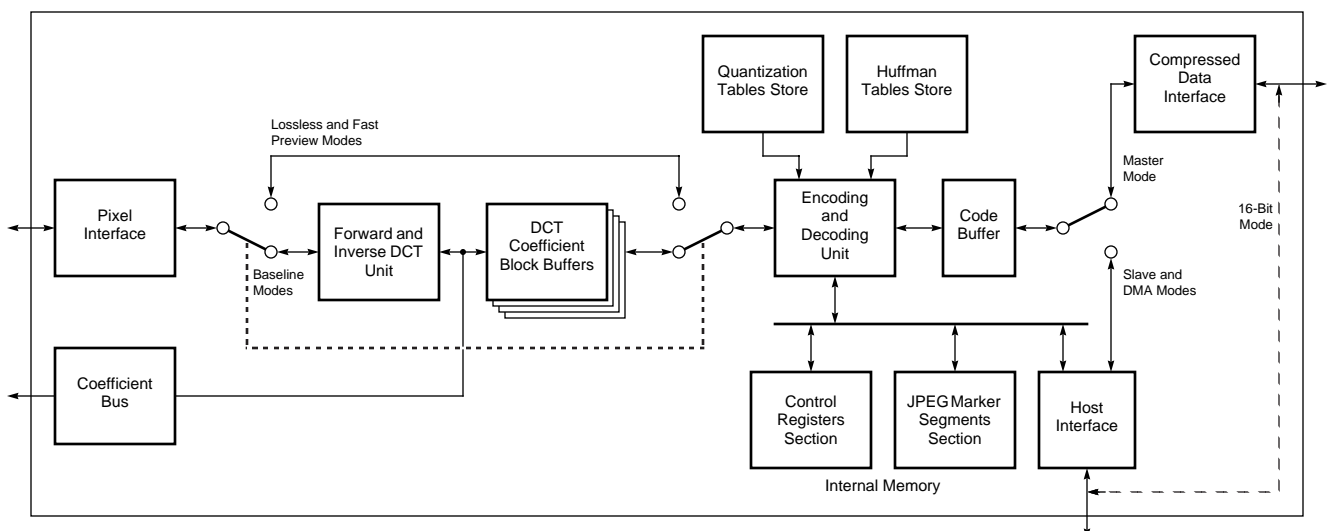 Quantization
Tables Store
Huffman
Tables Store
Compressed
Data
Interface
Lossless and Fast
Preview Modes
Master
Mode
Pixel
Interface
Forward and
Inverse DCT
Unit
DCT
Coefficient
Block Buffers
Encoding
and
Decoding
Unit
Code
Buffer
16-Bit
Mode
Baseline
Modes
Slave and
DMA Modes
Coefficient
Bus
Control
Registers
Section
JPEG Marker
Segments
Section
Host
Interface
Internal Memory